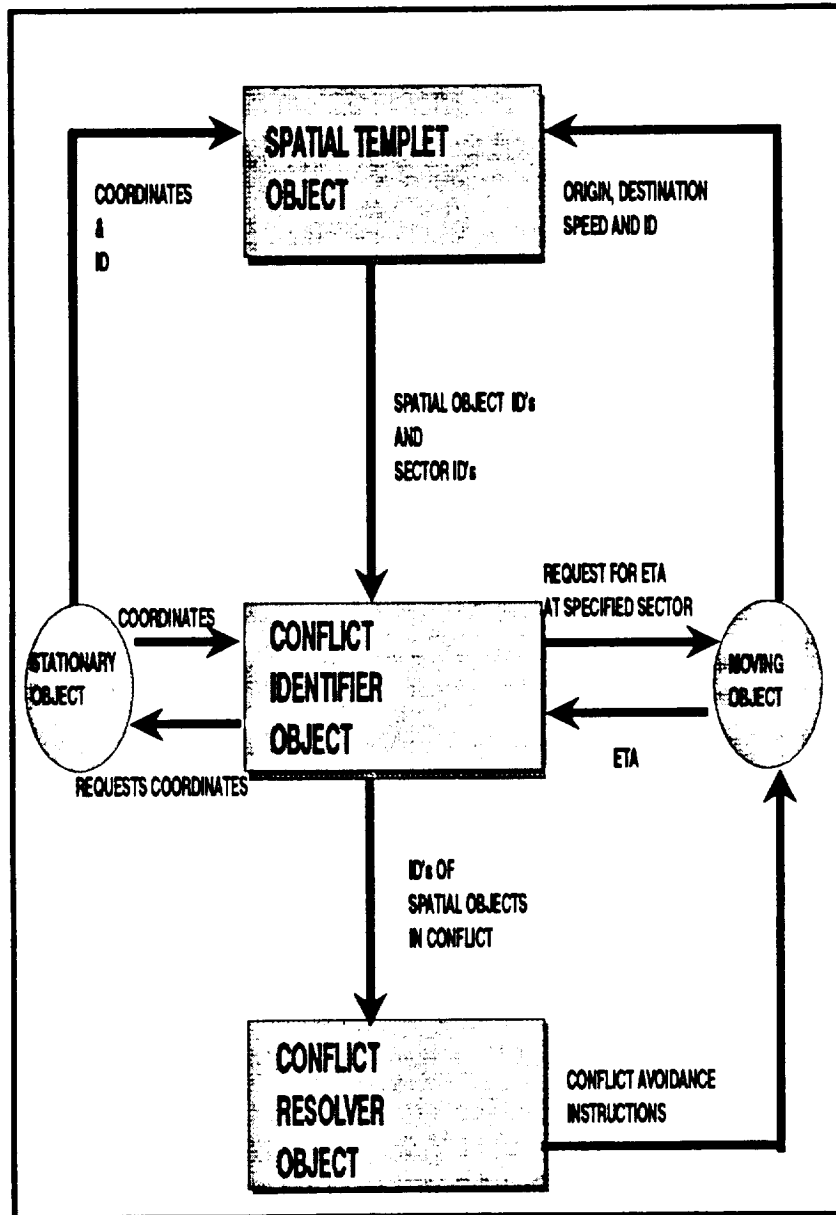 SPATIAL TEMPLET
OBJECT
COORDINATES
&
ID
ORIGIN, DESTINATION
SPEED AND ID
SPATIAL OBJECT ID's
AND
SECTOR ID's
REQUEST FOR ETA
AT SPECIFIED SECTOR
COORDINATES
STATIONARY
OBJECT
CONFLICT
IDENTIFIER
OBJECT
MOVING
OBJECT
REQUESTS COORDINATES
ETA
ID's OF
SPATIAL OBJECTS
IN CONFLICT
CONFLICT
RESOLVER
OBJECT
CONFLICT AVOIDANCE
INSTRUCTIONS